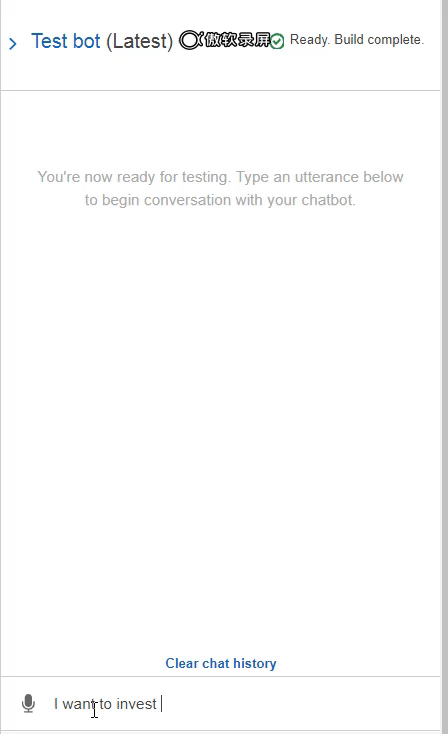 Test bot (Latest) 傲软录屏 Ready. Build complete.
You're now ready for testing. Type an utterance below
to begin conversation with your chatbot.
Clear chat history
I want to invest